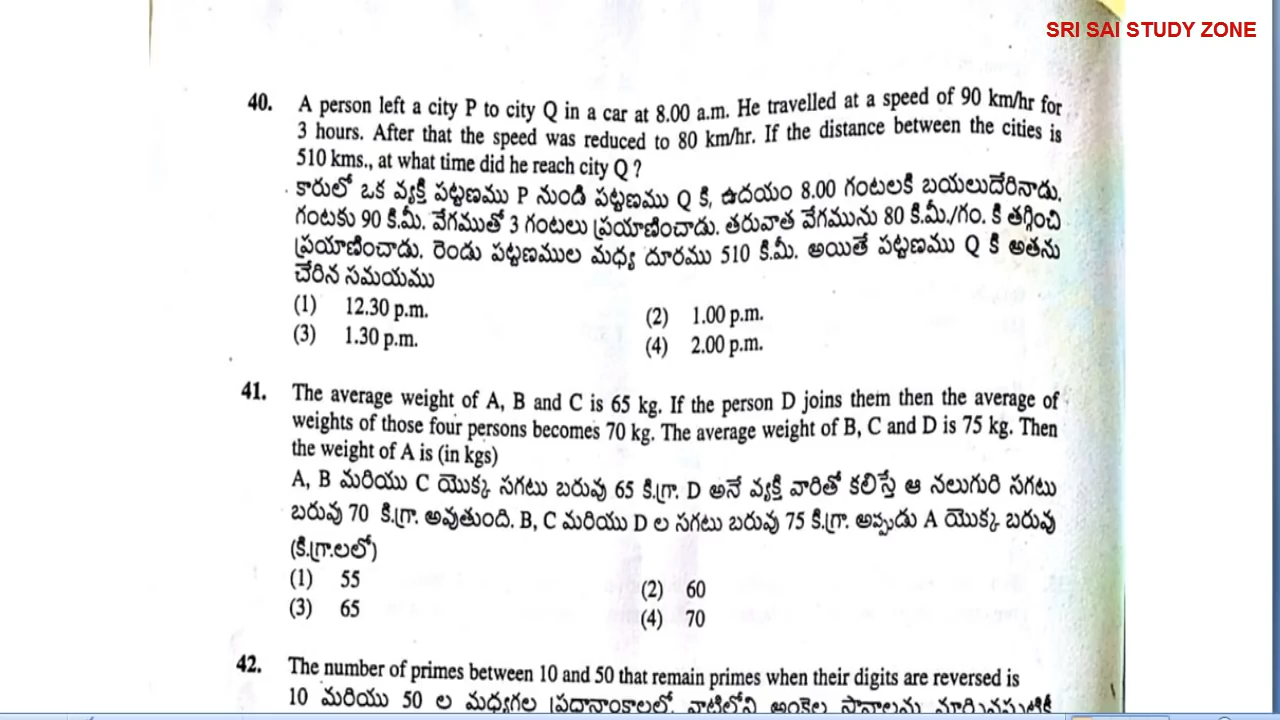 SRI SAI STUDY ZONE
40. A person left a city P to city Q in a car at 8.00 a.m. He travelled at a speed of 90 km/hr for
3 hours. After that the speed was reduced to 80 km/hr. If the distance between the cities is
510 kms., at what time did he reach city Q ?
కారులో ఒక వ్యక్తి పట్టణము P నుండి పట్టణము Q కి, ఉదయం 8.00 గంటలకి బయలుదేరినాడు.
గంటకు 90 కి.మీ. వేగముతో 3 గంటలు ప్రయాణించాడు. తరువాత వేగమును 80 కి.మీ./గం. కి తగ్గించి
ప్రయాణించాడు. రెండు పట్టణముల మధ్య దూరము 510 కి.మీ. అయితే పట్టణము Q కి అతను
చేరిన సమయము
(1) 12.30 p.m. (2) 1.00 p.m.
(3) 1.30 p.m. (4) 2.00 p.m.
41. The average weight of A, B and C is 65 kg. If the person D joins them then the average of
weights of those four persons becomes 70 kg. The average weight of B, C and D is 75 kg. Then
the weight of A is (in kgs)
A, B మరియు C యొక్క సగటు బరువు 65 కి.గ్రా. D అనే వ్యక్తి వారితో కలిస్తే ఆ నలుగురి సగటు
బరువు 70 కి.గ్రా. అవుతుంది. B, C మరియు D ల సగటు బరువు 75 కి.గ్రా. అప్పుడు A యొక్క బరువు
(కి.గ్రా.లలో)
(1) 55 (2) 60
(3) 65 (4) 70
42. The number of primes between 10 and 50 that remain primes when their digits are reversed is
10 మరియు 50 ల మధ్యగల ప్రధానాంకాలలో, వాటిలోని అంకెల స్థానాలను